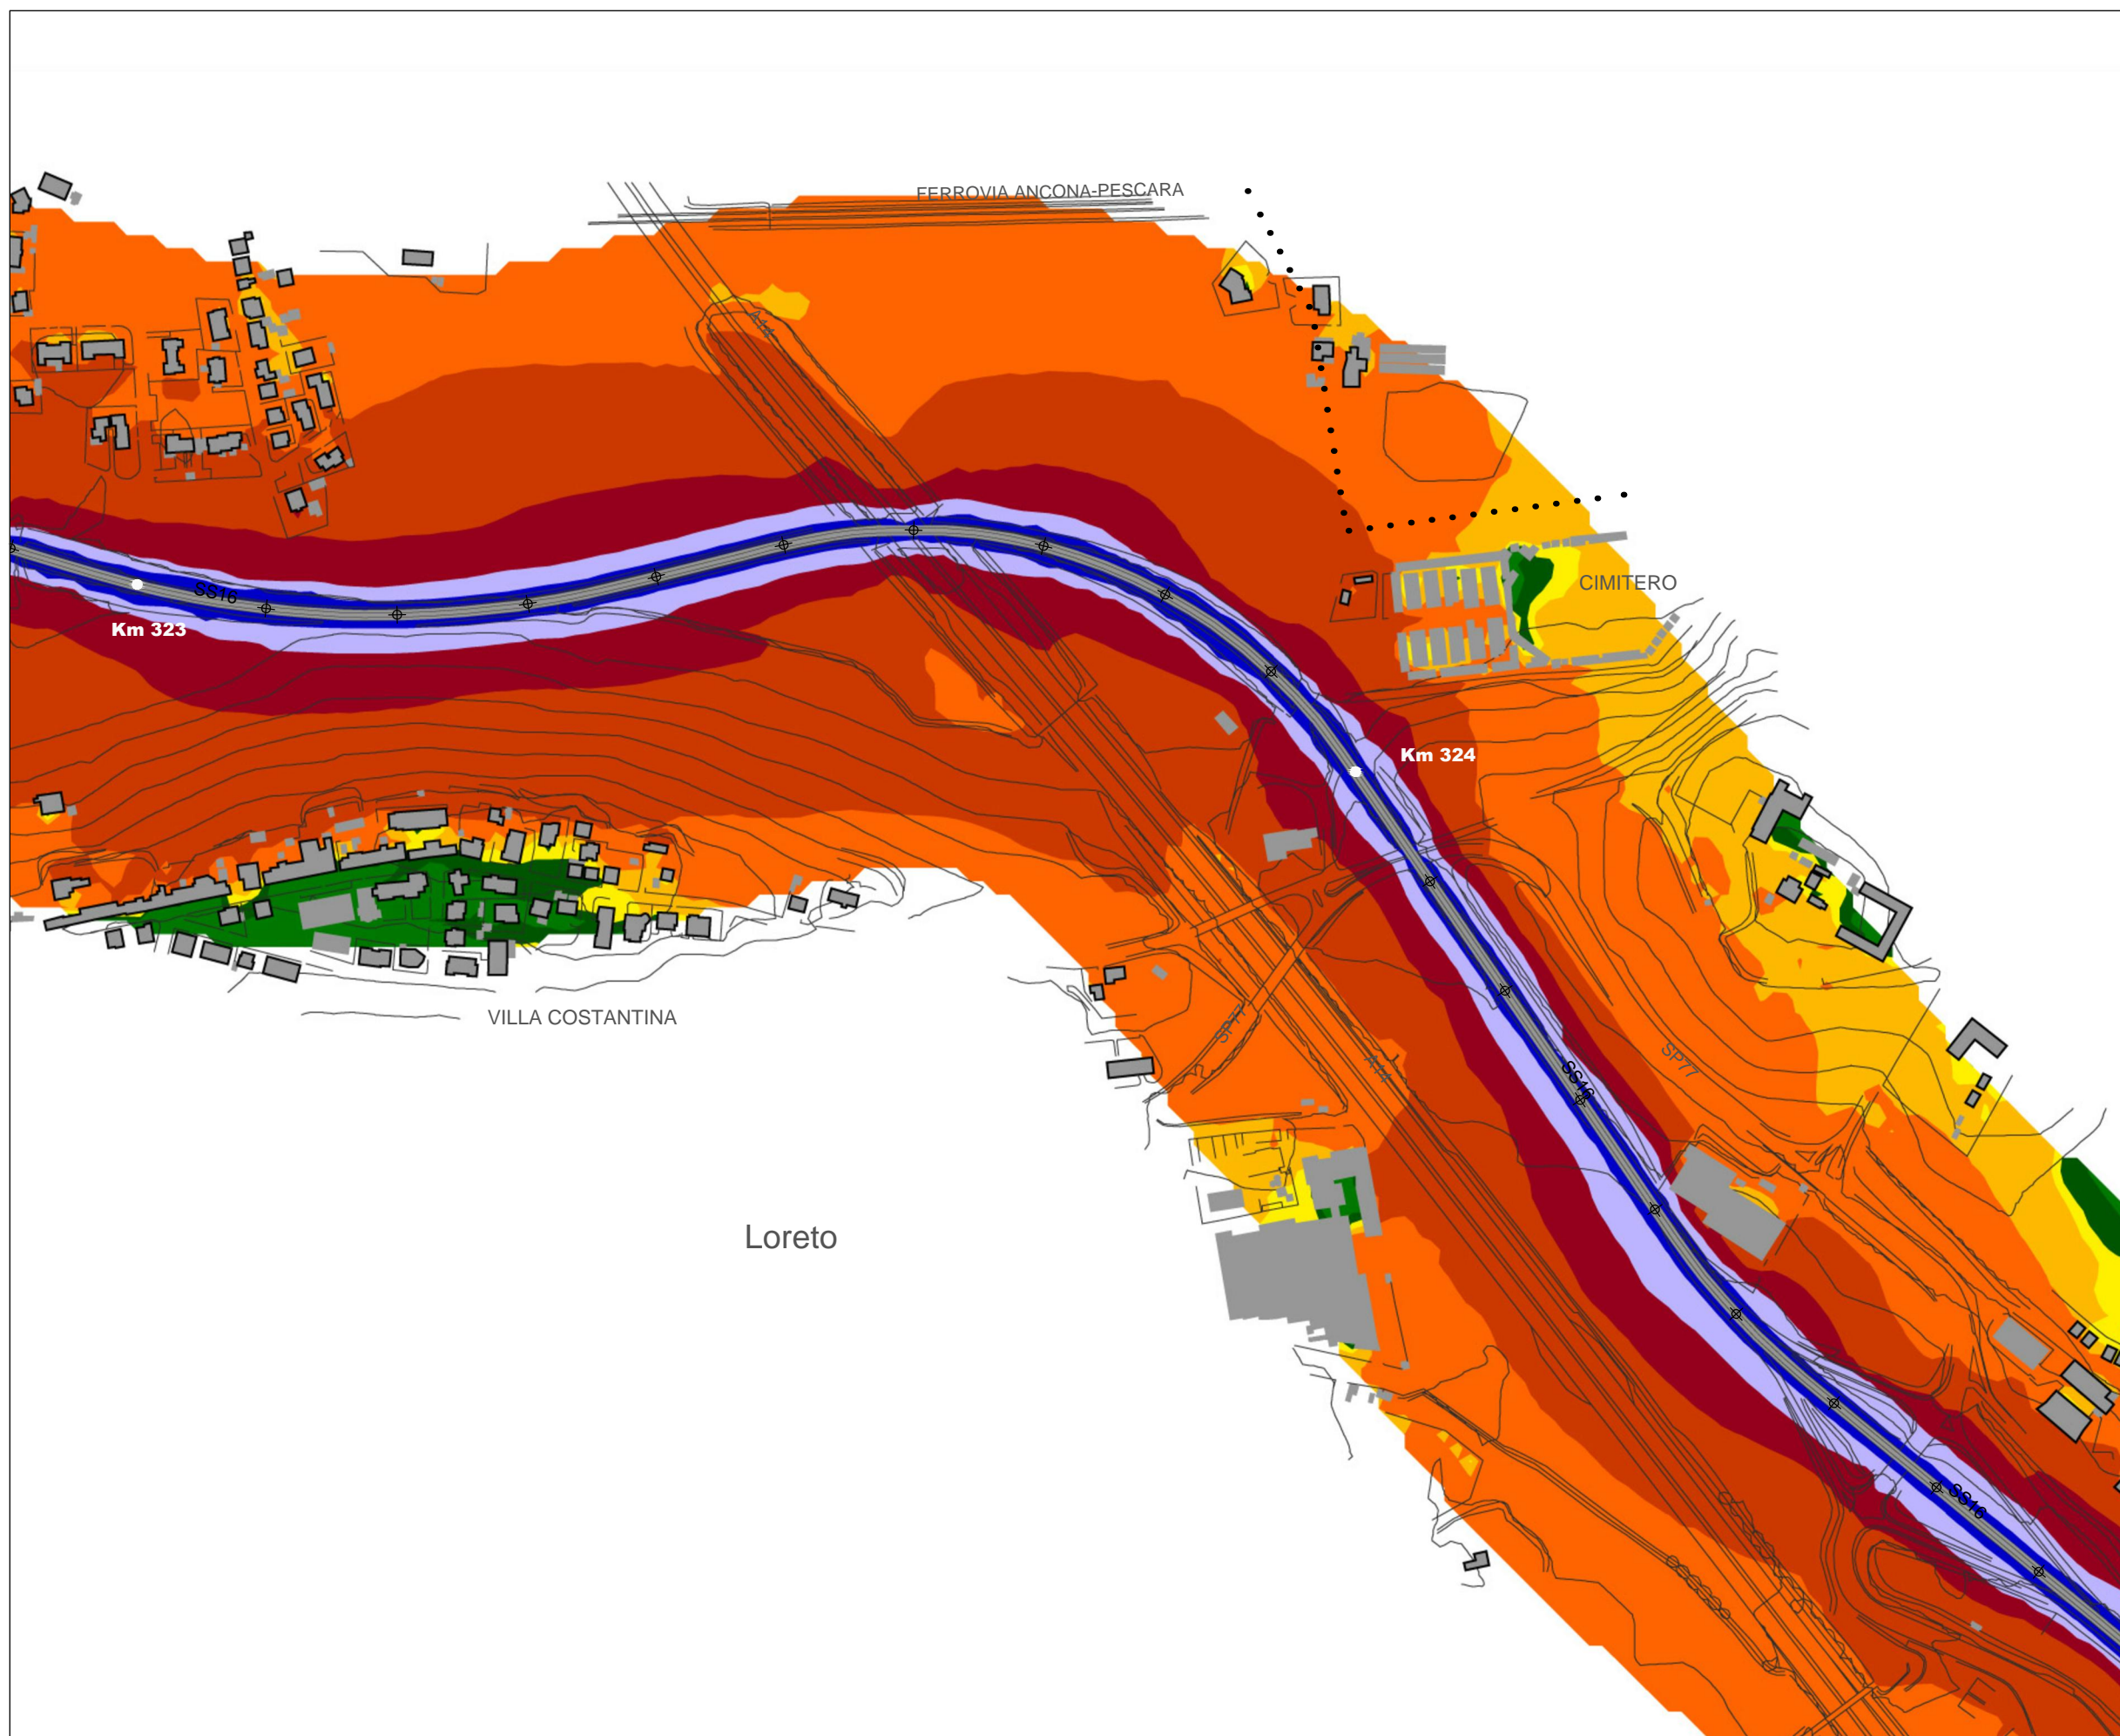 FERROVIA ANCONA-PESCARA
A14
CIMITERO
SS16
Km 323
Km 324
VILLA COSTANTINA
SP77
A14
SS16
SP77
Loreto
SS16